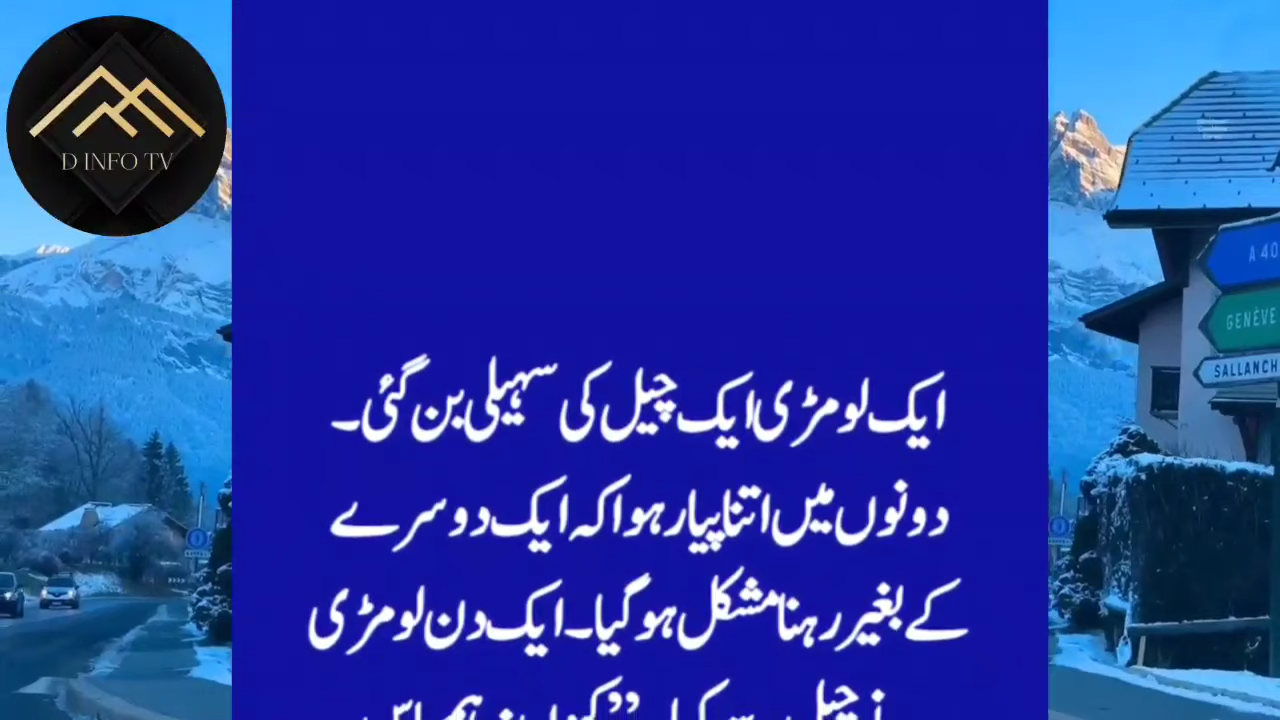 D INFO TV
A 40
GENÈVE
SALLANCH
ایک لومڑی ایک چیل کی سہیلی بن گئی۔
دونوں میں اتنا پیار ہوا کہ ایک دوسرے
کے بغیر رہنا مشکل ہو گیا۔ ایک دن لومڑی